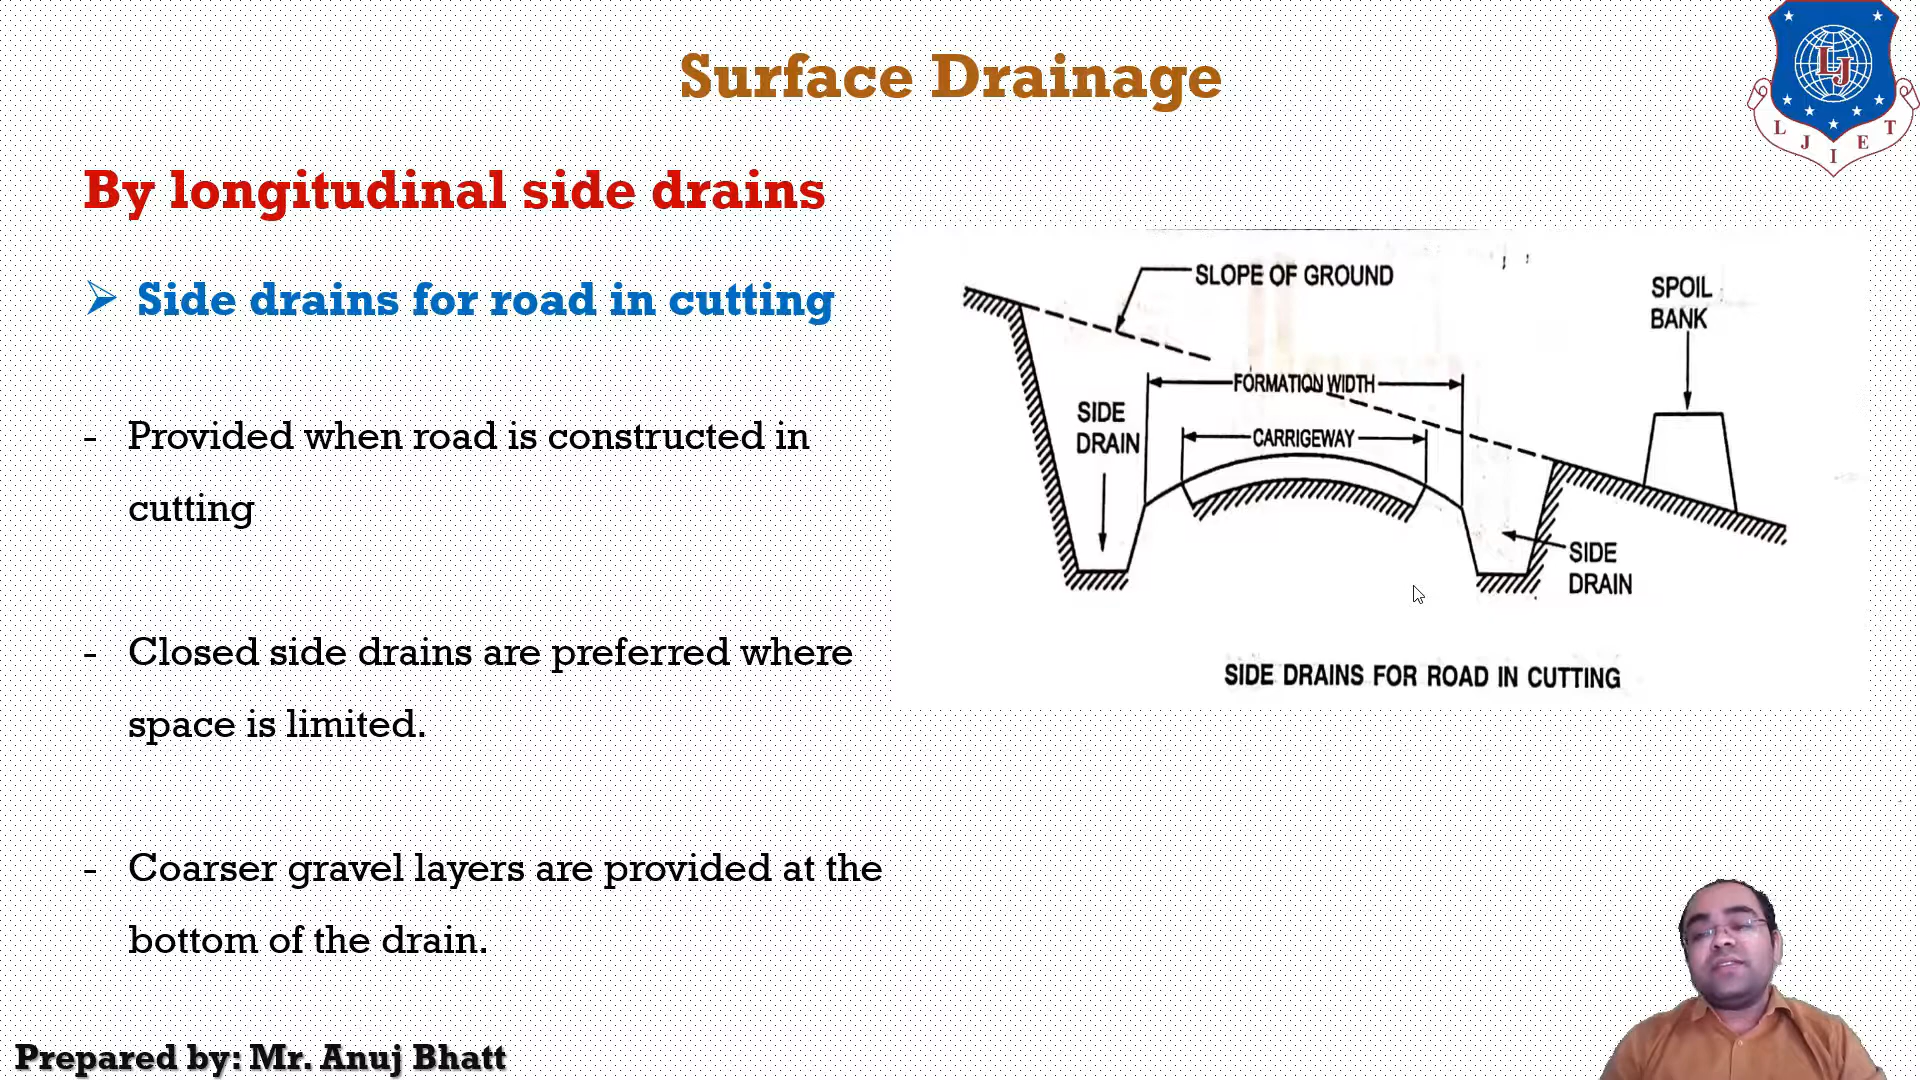 Surface Drainage
L J I E T
LJ
By longitudinal side drains
➢ Side drains for road in cutting
- Provided when road is constructed in
cutting
- Closed side drains are preferred where
space is limited.
- Coarser gravel layers are provided at the
bottom of the drain.
SLOPE OF GROUND
SPOIL
BANK
FORMATION WIDTH
SIDE
DRAIN
CARRIGEWAY
SIDE
DRAIN
SIDE DRAINS FOR ROAD IN CUTTING
Prepared by: Mr. Anuj Bhatt